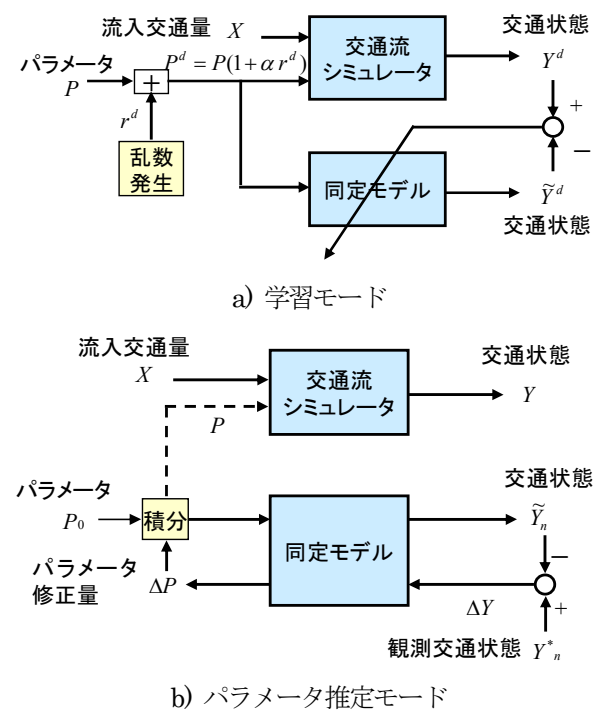 流入交通量 X
交通流
シミュレータ
交通状態
Y^d
パラメータ
P
+
P^d = P(1+α r^d)
r^d
乱数
発生
+
−
同定モデル
Ỹ^d
交通状態
a) 学習モード
流入交通量
X
交通流
シミュレータ
交通状態
Y
P
パラメータ
P₀
積分
同定モデル
交通状態
Ỹ_n
−
パラメータ
修正量
ΔP
ΔY
+
観測交通状態 Y*_n
b) パラメータ推定モード